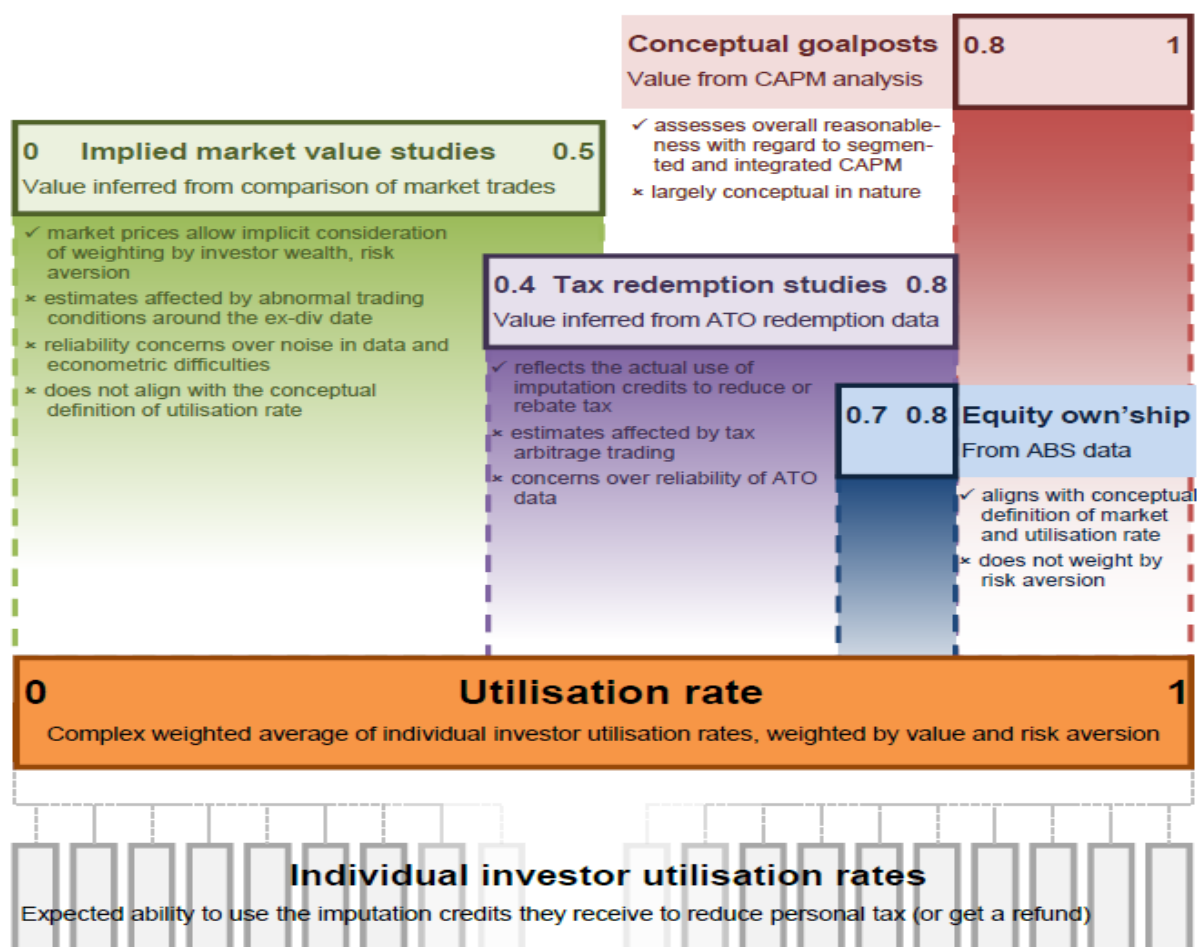 Conceptual goalposts 0.8 1
Value from CAPM analysis
✓ assesses overall reasonable-
ness with regard to segmen-
ted and integrated CAPM
× largely conceptual in nature
0 Implied market value studies 0.5
Value inferred from comparison of market trades
✓ market prices allow implicit consideration
of weighting by investor wealth, risk
aversion
× estimates affected by abnormal trading
conditions around the ex-div date
× reliability concerns over noise in data and
econometric difficulties
× does not align with the conceptual
definition of utilisation rate
0.4 Tax redemption studies 0.8
Value inferred from ATO redemption data
✓ reflects the actual use of
imputation credits to reduce or
rebate tax
× estimates affected by tax
arbitrage trading
× concerns over reliability of ATO
data
0.7 0.8 Equity own'ship
From ABS data
✓ aligns with conceptual
definition of market
and utilisation rate
× does not weight by
risk aversion
0 Utilisation rate 1
Complex weighted average of individual investor utilisation rates, weighted by value and risk aversion
Individual investor utilisation rates
Expected ability to use the imputation credits they receive to reduce personal tax (or get a refund)